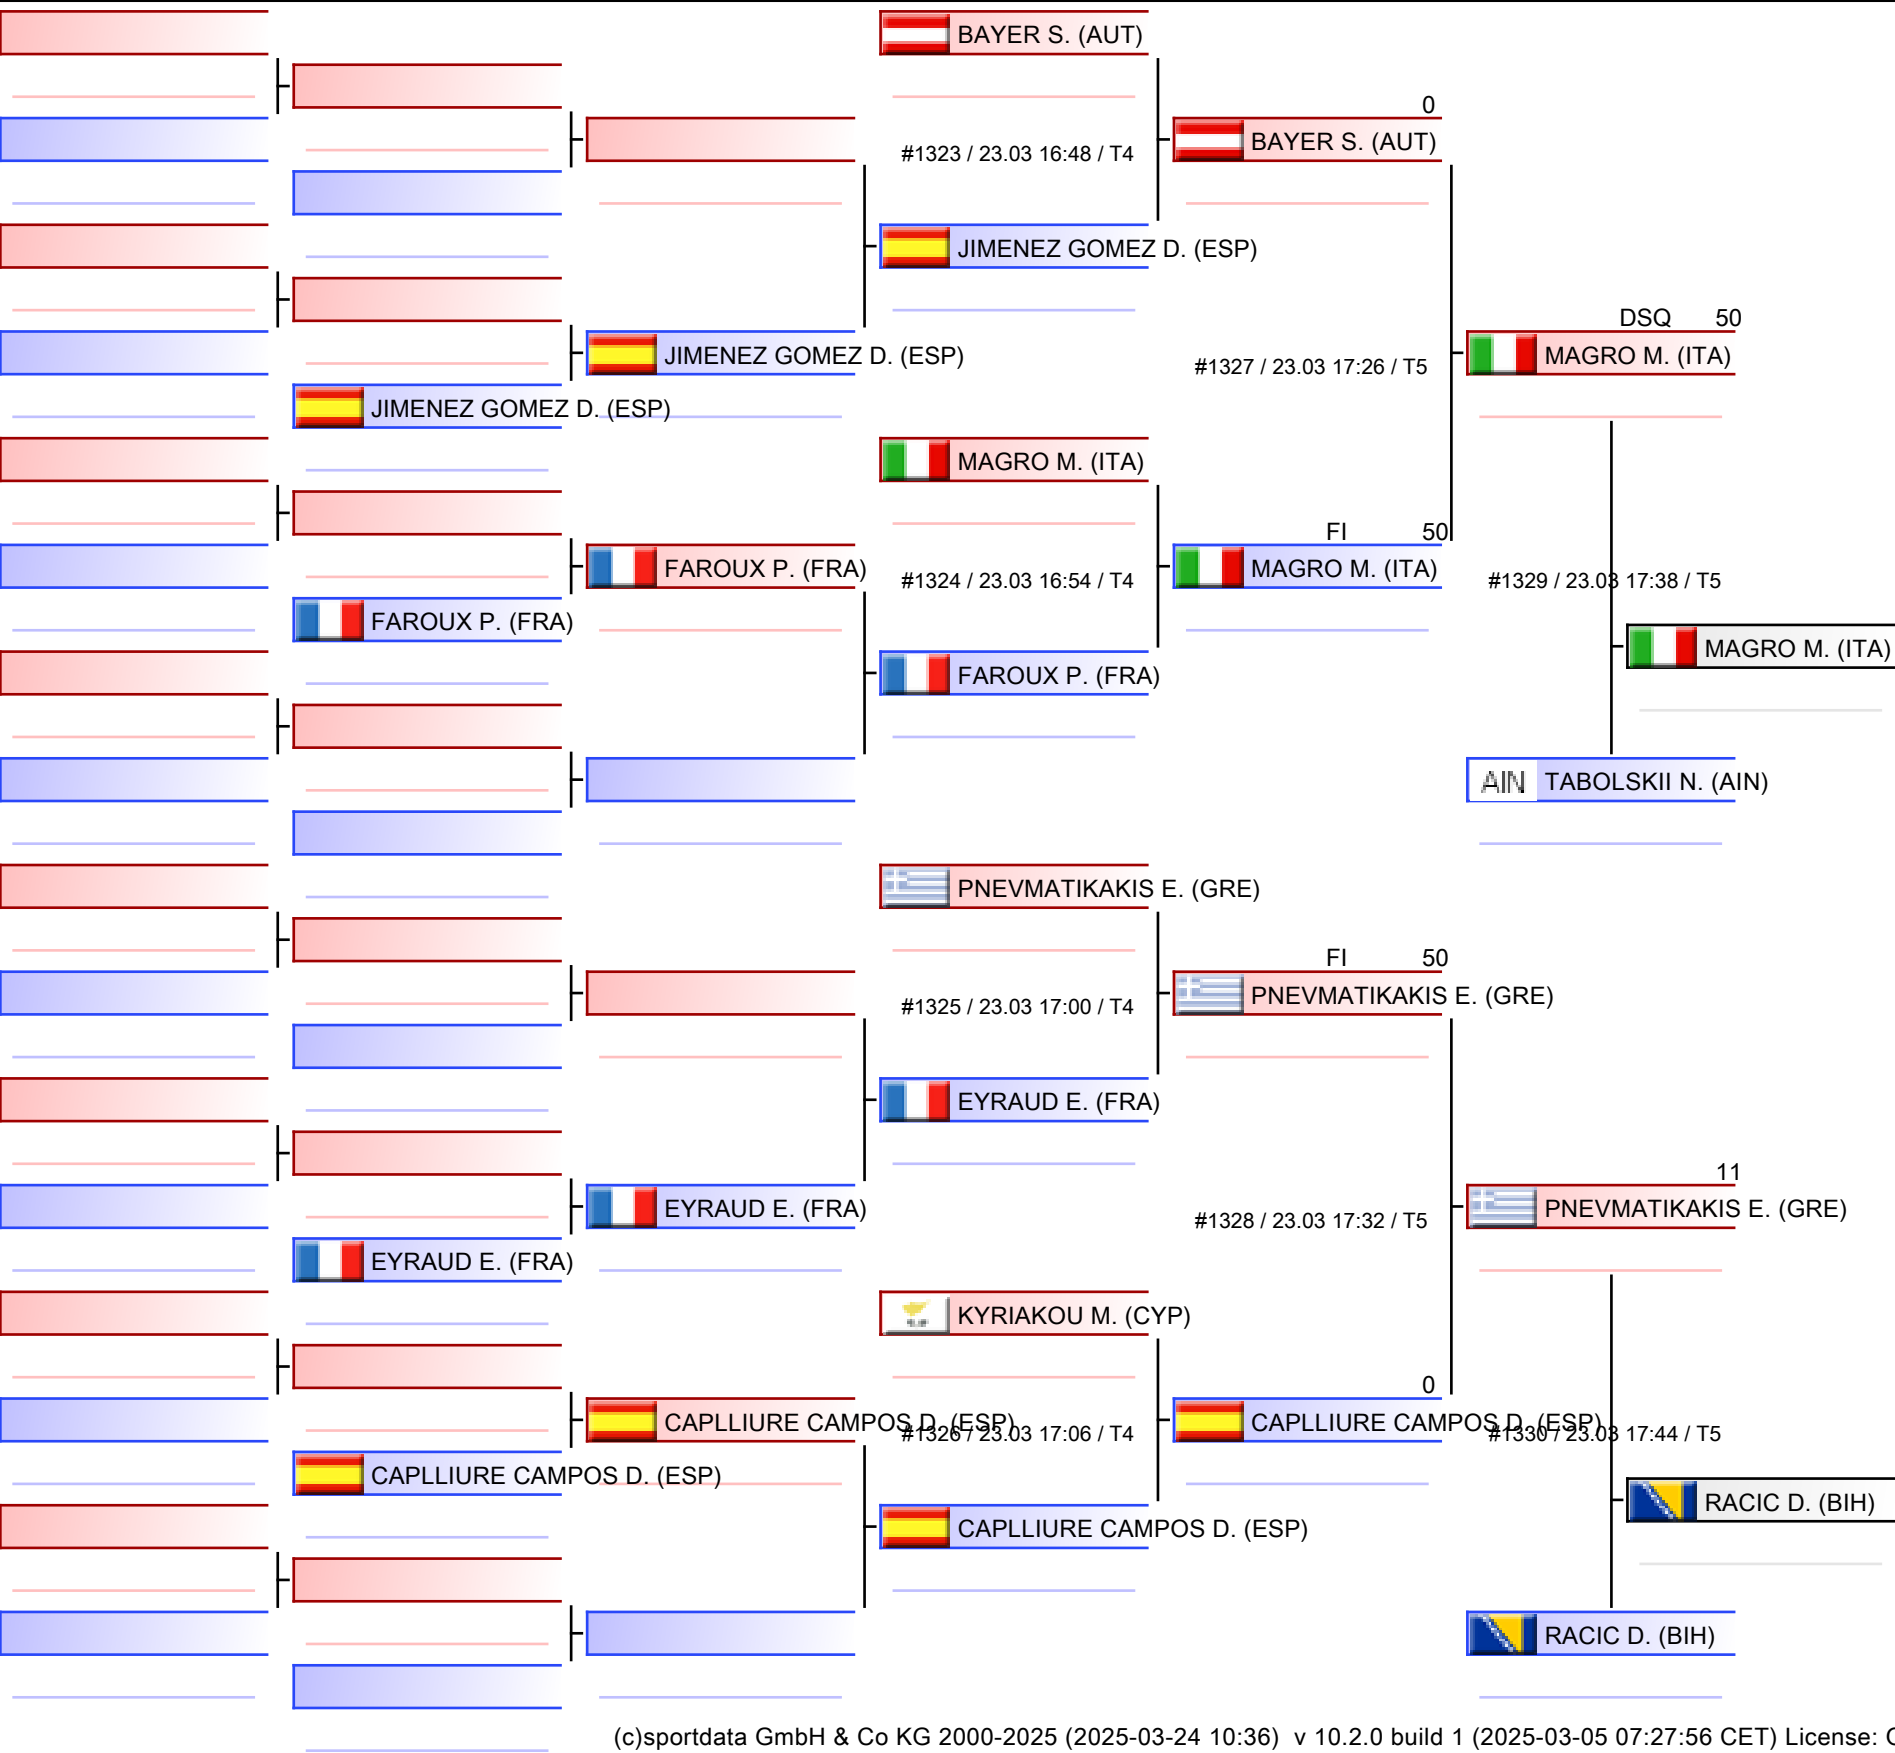 BAYER S. (AUT)
0
BAYER S. (AUT)
#1323 / 23.03 16:48 / T4
JIMENEZ GOMEZ D. (ESP)
DSQ 50
JIMENEZ GOMEZ D. (ESP)
#1327 / 23.03 17:26 / T5
MAGRO M. (ITA)
JIMENEZ GOMEZ D. (ESP)
MAGRO M. (ITA)
FI 50
FAROUX P. (FRA)
#1324 / 23.03 16:54 / T4
MAGRO M. (ITA)
#1329 / 23.03 17:38 / T5
FAROUX P. (FRA)
MAGRO M. (ITA)
FAROUX P. (FRA)
AIN TABOLSKII N. (AIN)
PNEVMATIKAKIS E. (GRE)
FI 50
#1325 / 23.03 17:00 / T4
PNEVMATIKAKIS E. (GRE)
EYRAUD E. (FRA)
11
EYRAUD E. (FRA)
#1328 / 23.03 17:32 / T5
PNEVMATIKAKIS E. (GRE)
EYRAUD E. (FRA)
KYRIAKOU M. (CYP)
0
CAPLLIURE CAMPOS D. (ESP)
#1326 / 23.03 17:06 / T4
CAPLLIURE CAMPOS D. (ESP)
#1330 / 23.03 17:44 / T5
CAPLLIURE CAMPOS D. (ESP)
RACIC D. (BIH)
CAPLLIURE CAMPOS D. (ESP)
RACIC D. (BIH)
(c)sportdata GmbH & Co KG 2000-2025 (2025-03-24 10:36) v 10.2.0 build 1 (2025-03-05 07:27:56 CET) License: